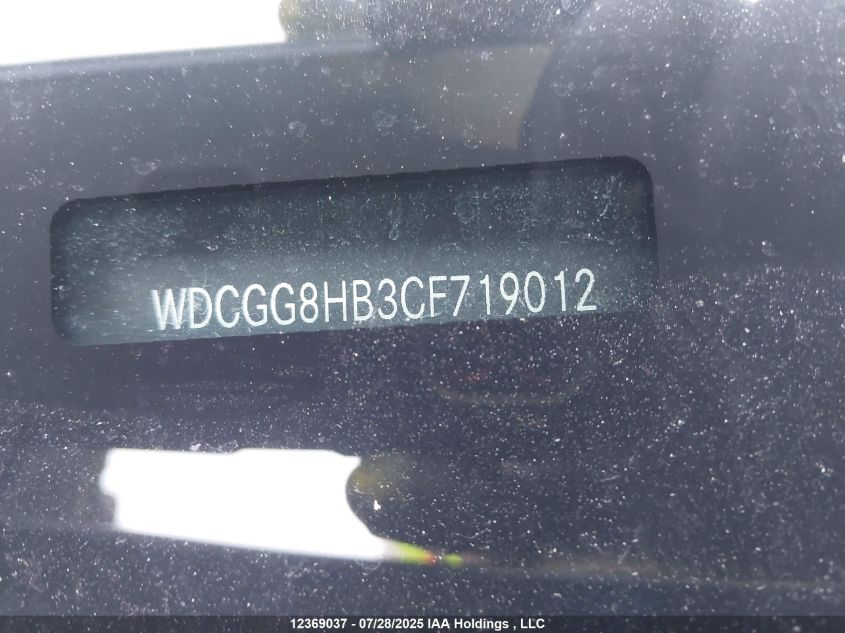 WDCGG8HB3CF719012
12369037 - 07/28/2025 IAA Holdings , LLC